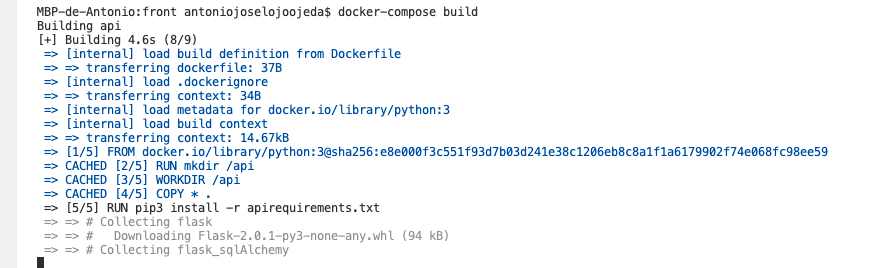 MBP-de-Antonio:front antoniojoselojoojeda$ docker-compose build
Building api
[+] Building 4.6s (8/9)
=> [internal] load build definition from Dockerfile
=> => transferring dockerfile: 37B
=> [internal] load .dockerignore
=> => transferring context: 34B
=> [internal] load metadata for docker.io/library/python:3
=> [internal] load build context
=> => transferring context: 14.67kB
=> [1/5] FROM docker.io/library/python:3@sha256:e8e000f3c551f93d7b03d241e38c1206eb8c8a1f1a6179902f74e068fc98ee59
=> CACHED [2/5] RUN mkdir /api
=> CACHED [3/5] WORKDIR /api
=> CACHED [4/5] COPY * .
=> [5/5] RUN pip3 install -r apirequirements.txt
=> => # Collecting flask
=> => #   Downloading Flask-2.0.1-py3-none-any.whl (94 kB)
=> => # Collecting flask_sqlAlchemy